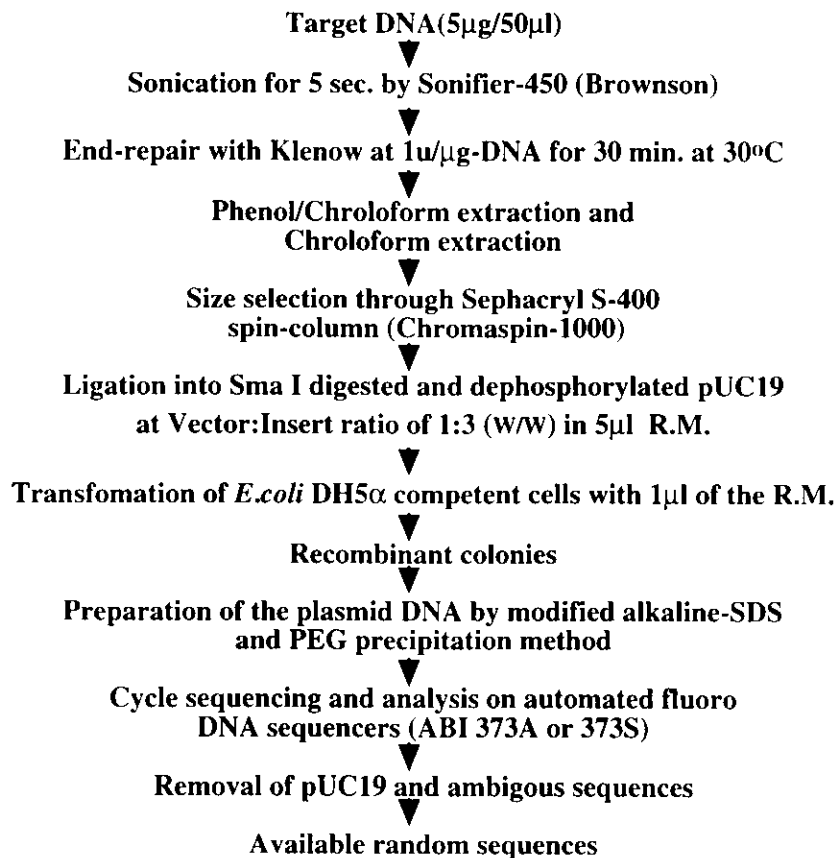 Target DNA(5μg/50μl)
Sonication for 5 sec. by Sonifier-450 (Brownson)
End-repair with Klenow at 1u/μg-DNA for 30 min. at 30°C
Phenol/Chroloform extraction and
Chroloform extraction
Size selection through Sephacryl S-400
spin-column (Chromaspin-1000)
Ligation into Sma I digested and dephosphorylated pUC19
at Vector:Insert ratio of 1:3 (W/W) in 5μl R.M.
Transfomation of E.coli DH5α competent cells with 1μl of the R.M.
Recombinant colonies
Preparation of the plasmid DNA by modified alkaline-SDS
and PEG precipitation method
Cycle sequencing and analysis on automated fluoro
DNA sequencers (ABI 373A or 373S)
Removal of pUC19 and ambigous sequences
Available random sequences